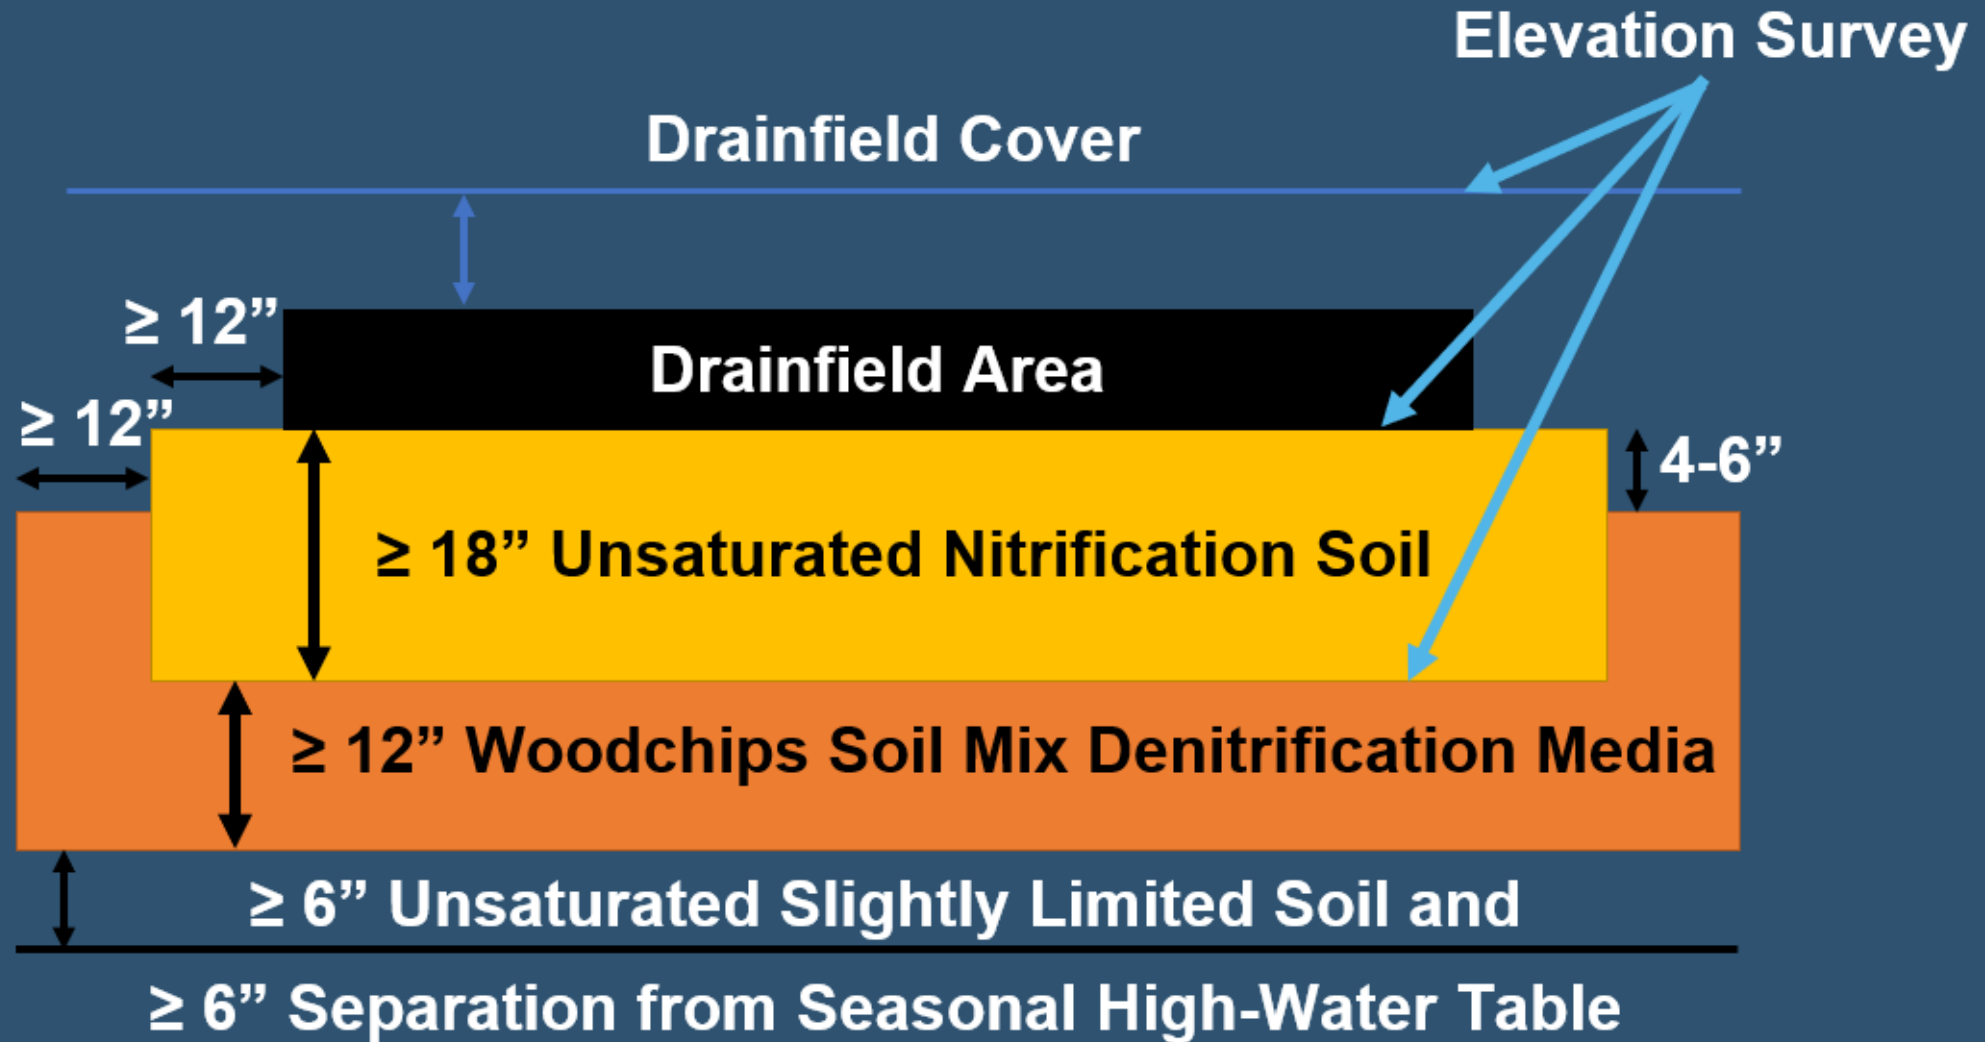 Elevation Survey
Drainfield Cover
≥ 12”
Drainfield Area
≥ 12”
4-6”
≥ 18” Unsaturated Nitrification Soil
≥ 12” Woodchips Soil Mix Denitrification Media
≥ 6” Unsaturated Slightly Limited Soil and
≥ 6” Separation from Seasonal High-Water Table